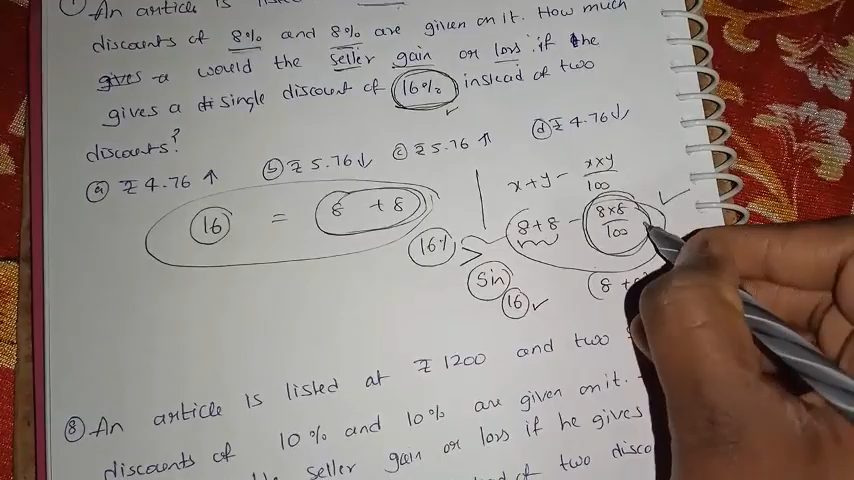 ① An article is listed
discounts of 8% and 8% are given on it. How much
gives a would the seller gain or loss if the
gives a single discount of 16% instead of two
discounts?
ⓐ ₹ 4.76 ↑ ⓑ ₹ 5.76 ↓ ⓒ ₹ 5.76 ↑ ⓓ ₹ 4.76 ↓
x+y - xxy/100
16 = 8 + 8
16% > 8+8 - 8×8/100
Sin (8 +
16 ✓
⑧ An article is listed at ₹ 1200 and two
discounts of 10% and 10% are given on it.
seller gain or loss if he gives
of two disco